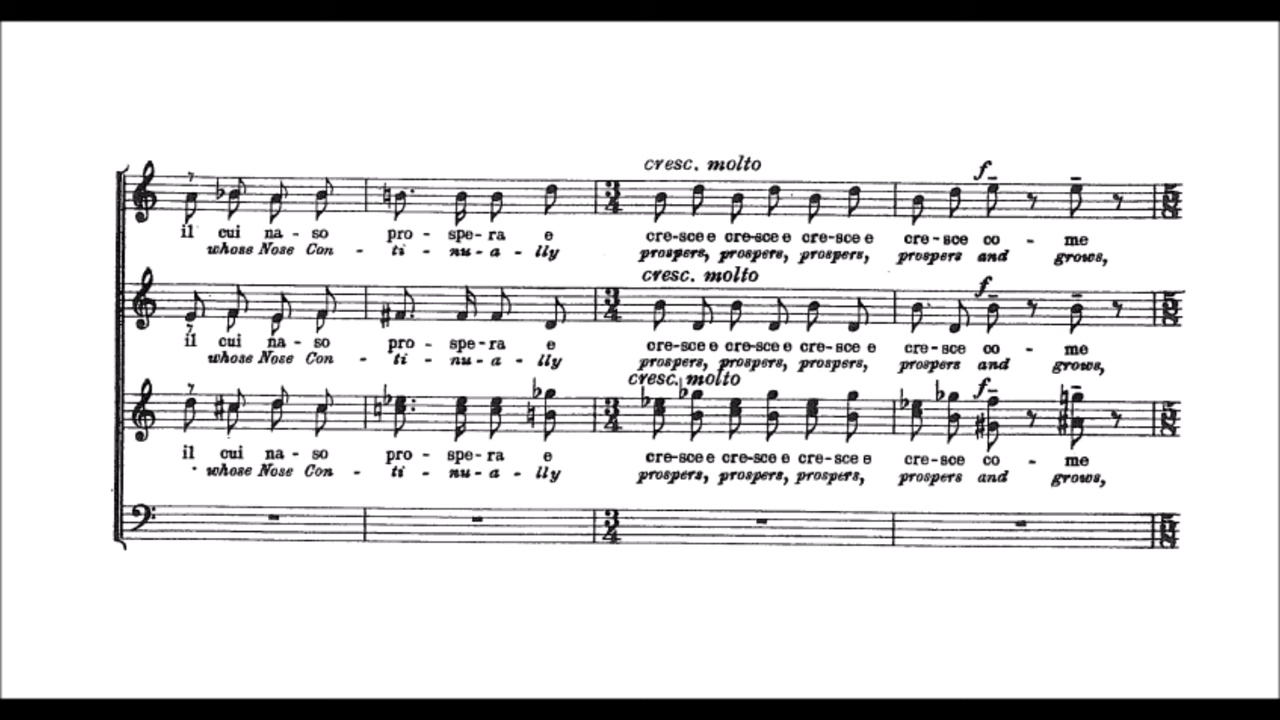 cresc. molto
f
il cui na - so pro - spe - ra e cre-sce e cre-sce e cre-sce e cre - sce co - me
whose Nose Con - ti - nu - a - lly prospers, prospers, prospers, prospers and grows,
cresc. molto
f
il cui na - so pro - spe - ra e cre-sce e cre-sce e cre-sce e cre - sce co - me
whose Nose Con - ti - nu - a - lly prospers, prospers, prospers, prospers and grows,
cresc. molto
f
il cui na - so pro - spe - ra e cre-sce e cre-sce e cre-sce e cre - sce co - me
whose Nose Con - ti - nu - a - lly prospers, prospers, prospers, prospers and grows,